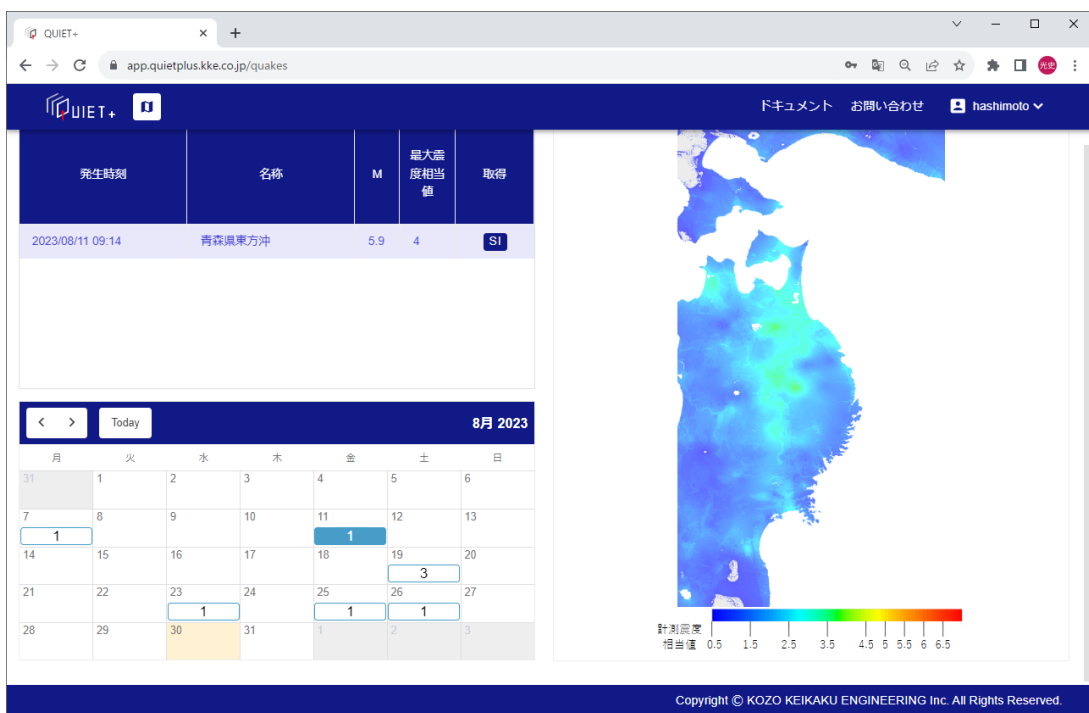 QUIET+
app.quietplus.kke.co.jp/quakes
光史
QUIET+
ドキュメント お問い合わせ hashimoto
発生時刻 名称 M 最大震度相当値 取得
2023/08/11 09:14 青森県東方沖 5.9 4 SI
Today 8月 2023
月 火 水 木 金 土 日
31 1 2 3 4 5 6
7 8 9 10 11 12 13
1 1
14 15 16 17 18 19 20
3
21 22 23 24 25 26 27
1 1 1
28 29 30 31 1 2 3
計測震度
相当値 0.5 1.5 2.5 3.5 4.5 5 5.5 6 6.5
Copyright © KOZO KEIKAKU ENGINEERING Inc. All Rights Reserved.